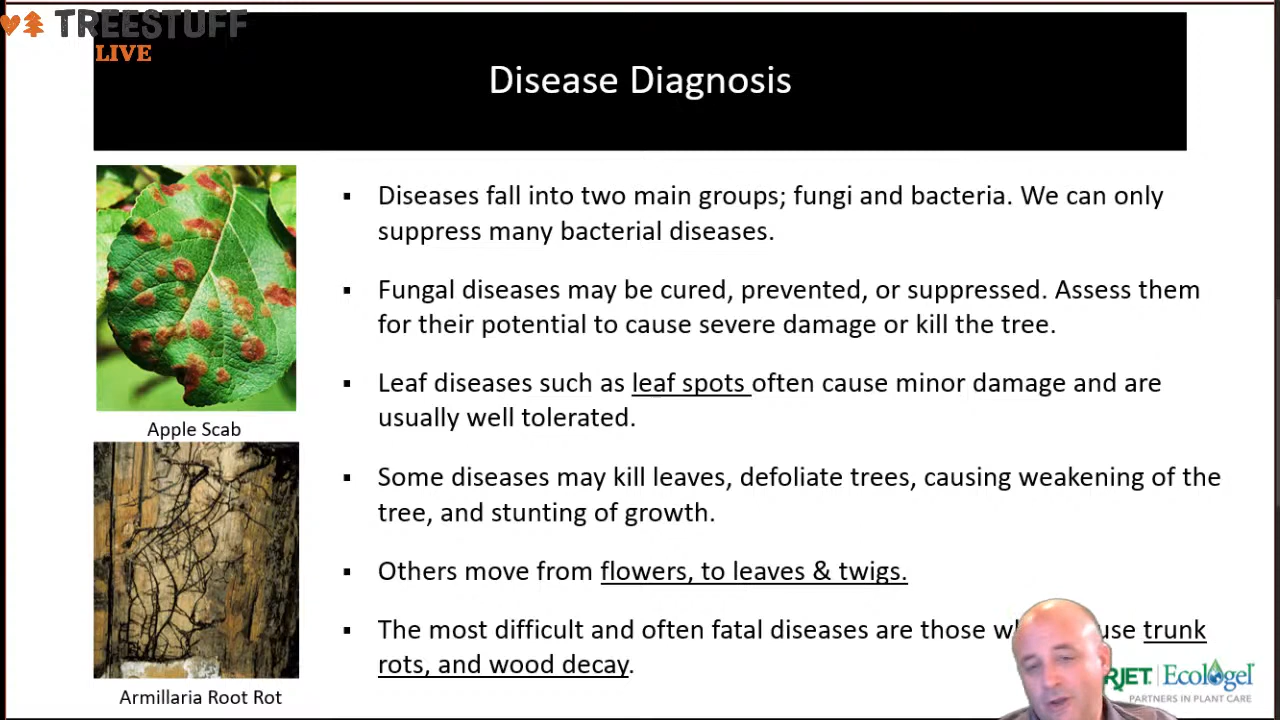 TREESTUFF
LIVE
Disease Diagnosis
Diseases fall into two main groups; fungi and bacteria. We can only
suppress many bacterial diseases.
Fungal diseases may be cured, prevented, or suppressed. Assess them
for their potential to cause severe damage or kill the tree.
Leaf diseases such as leaf spots often cause minor damage and are
usually well tolerated.
Apple Scab
Some diseases may kill leaves, defoliate trees, causing weakening of the
tree, and stunting of growth.
Others move from flowers, to leaves & twigs.
The most difficult and often fatal diseases are those trunk
rots, and wood decay.
Armillaria Root Rot
RJET Ecologel
PARTNERS IN PLANT CARE